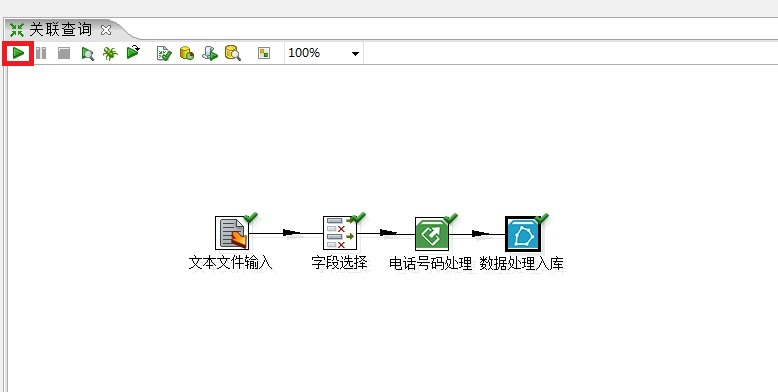 关联查询
100%
文本文件输入
字段选择
电话号码处理
数据处理入库